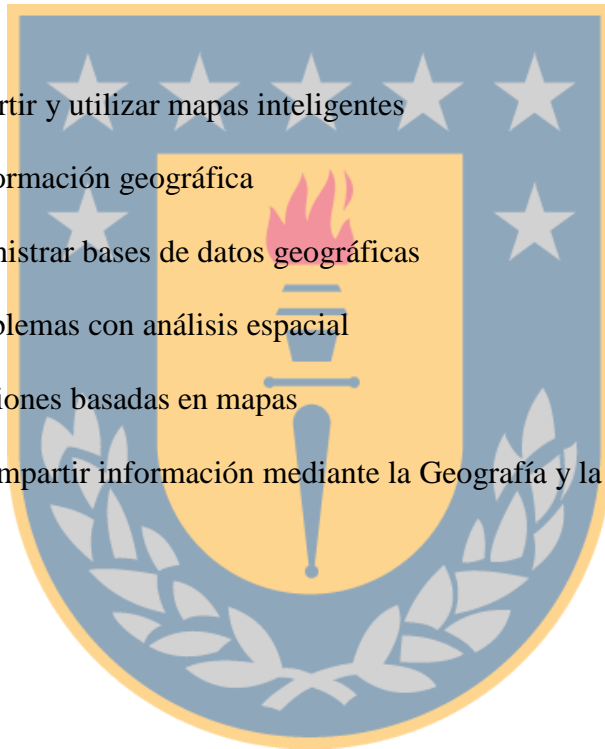 rtir y utilizar mapas inteligentes
ormación geográfica
nistrar bases de datos geográficas
blemas con análisis espacial
iones basadas en mapas
mpartir información mediante la Geografía y la